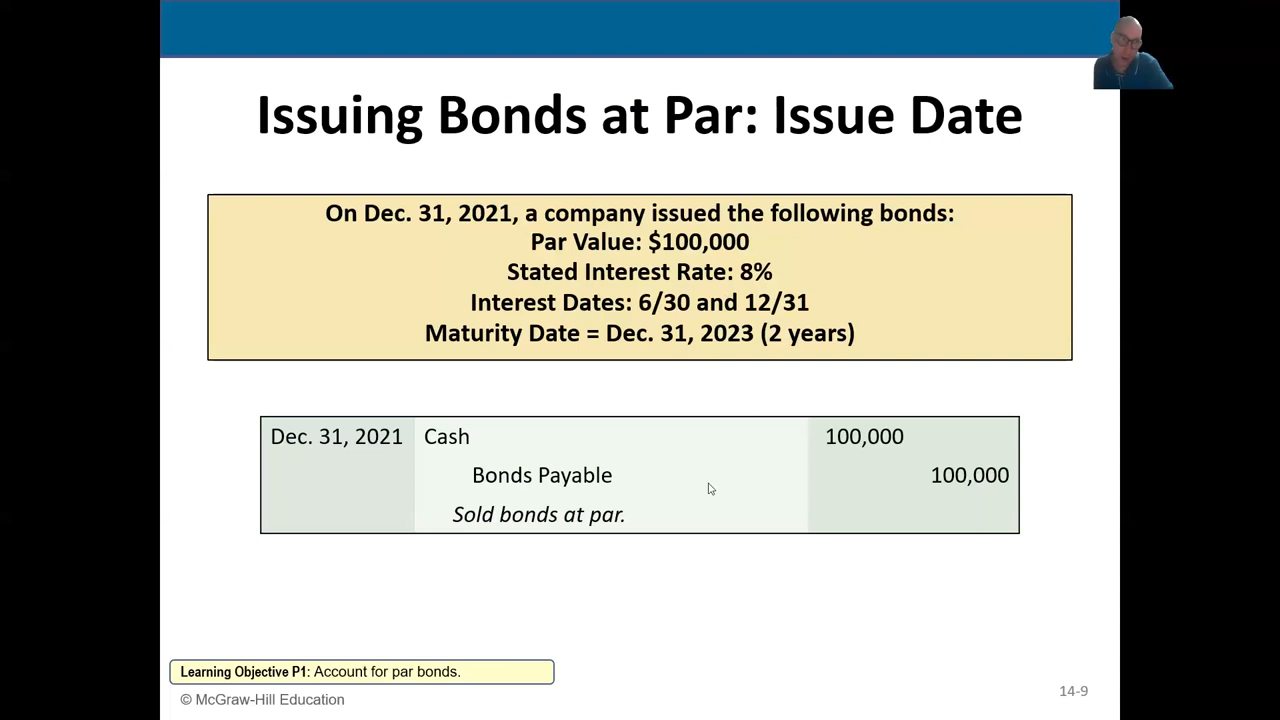 Issuing Bonds at Par: Issue Date
On Dec. 31, 2021, a company issued the following bonds:
Par Value: $100,000
Stated Interest Rate: 8%
Interest Dates: 6/30 and 12/31
Maturity Date = Dec. 31, 2023 (2 years)
Dec. 31, 2021 Cash 100,000
Bonds Payable 100,000
Sold bonds at par.
Learning Objective P1: Account for par bonds.
© McGraw-Hill Education
14-9